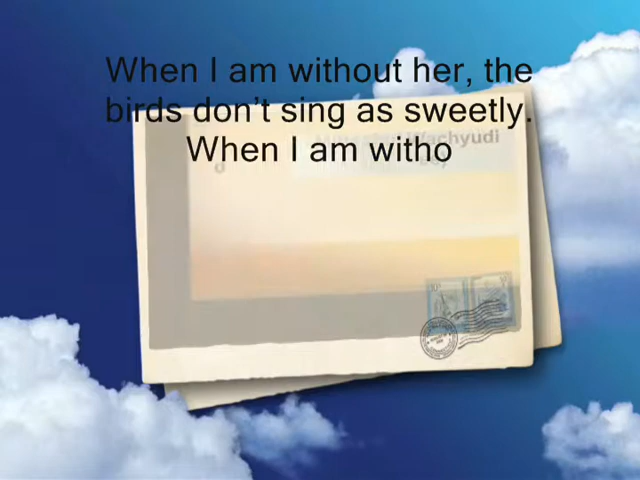 When I am without her, the
birds don't sing as sweetly.
When I am witho